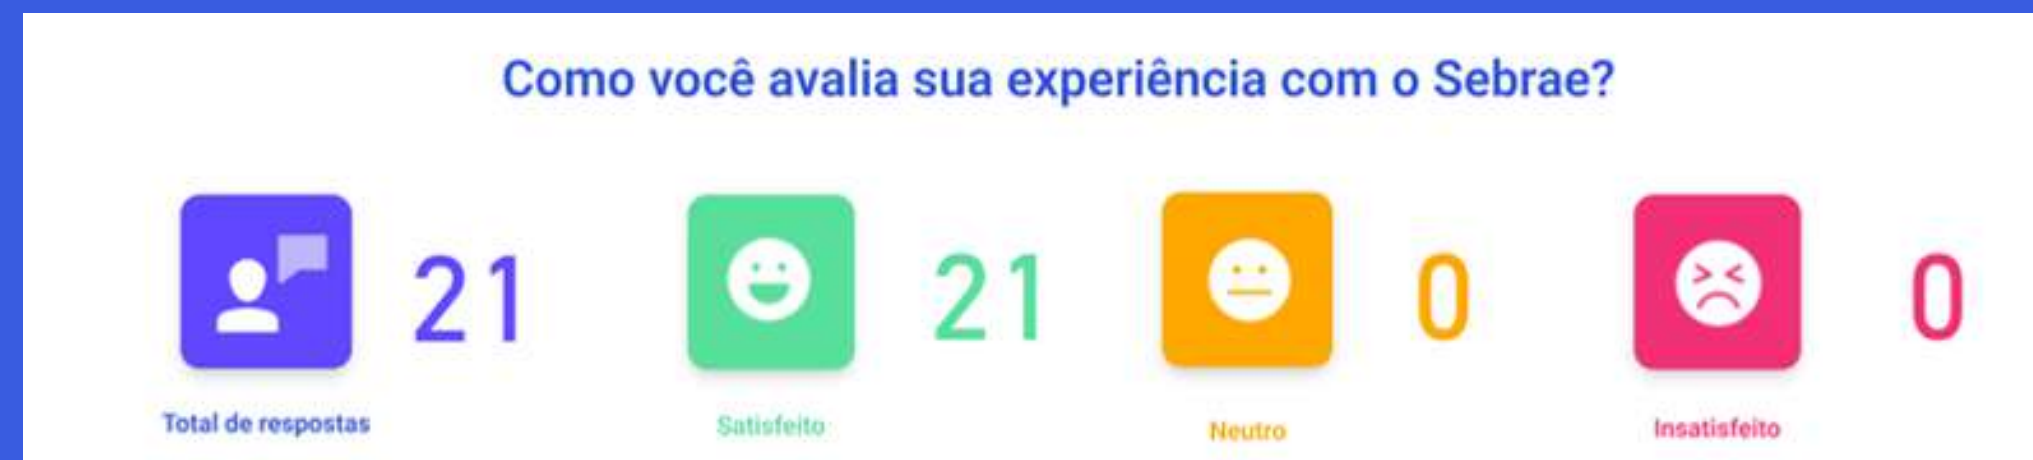 Como você avalia sua experiência com o Sebrae?
21
21
0
0
Total de respostas
Satisfeito
Neutro
Insatisfeito